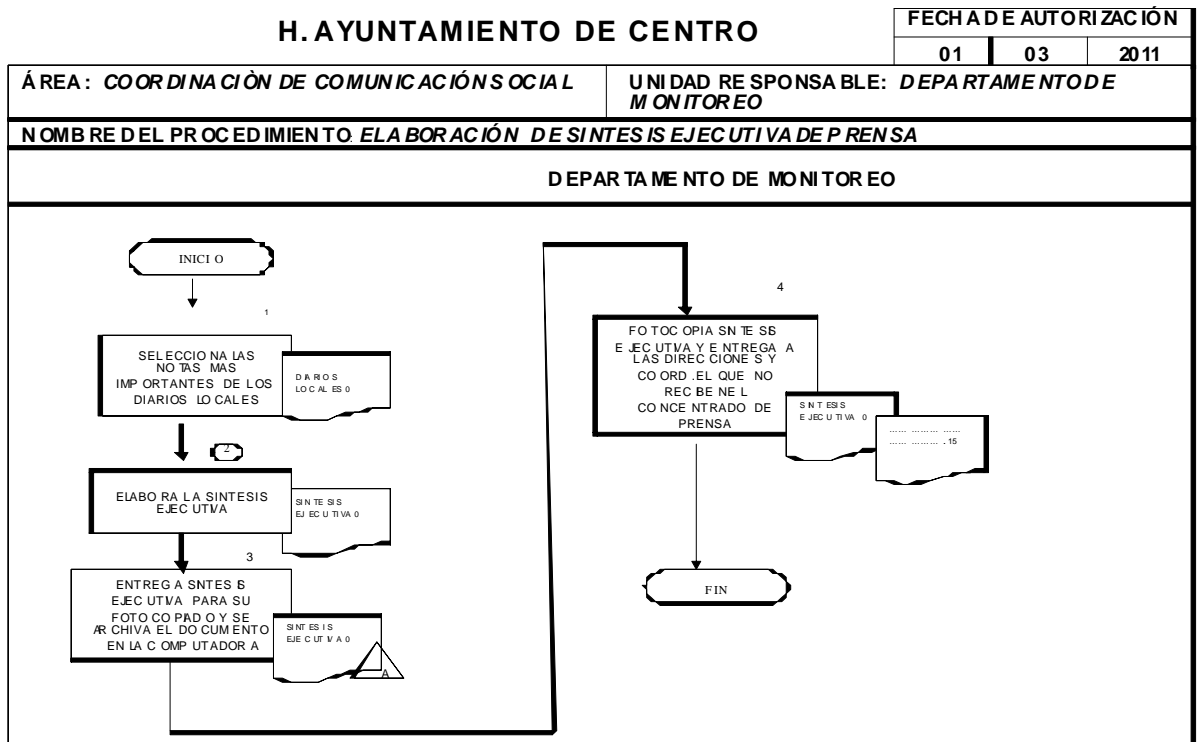 H. AYUNTAMIENTO DE CENTRO
FECHA DE AUTORIZACIÓN
01 03 2011
ÁREA: COORDINACIÒN DE COMUNICACIÓN SOCIAL
UNIDAD RESPONSABLE: DEPARTAMENTO DE
MONITOREO
NOMBRE DEL PROCEDIMIENTO: ELABORACIÓN DE SINTESIS EJECUTIVA DE PRENSA
DEPARTAMENTO DE MONITOREO
INICIO
1
SELECCIONA LAS
NOTAS MAS
IMPORTANTES DE LOS
DIARIOS LOCALES
DIARIOS
LOCALES 0
2
ELABORA LA SINTESIS
EJECUTIVA
SINTESIS
EJECUTIVA 0
3
ENTREGA SINTESIS
EJECUTIVA PARA SU
FOTOCOPIADO Y SE
ARCHIVA EL DOCUMENTO
EN LA COMPUTADORA
SINTESIS
EJECUTIVA 0
A
4
FOTOCOPIA SINTESIS
EJECUTIVA Y ENTREGA A
LAS DIRECCIONES Y
COORD. EL QUE NO
RECIBEN EL
CONCENTRADO DE
PRENSA
SINTESIS
EJECUTIVA 0
...... ......... ......
...... ......... . 15
FIN